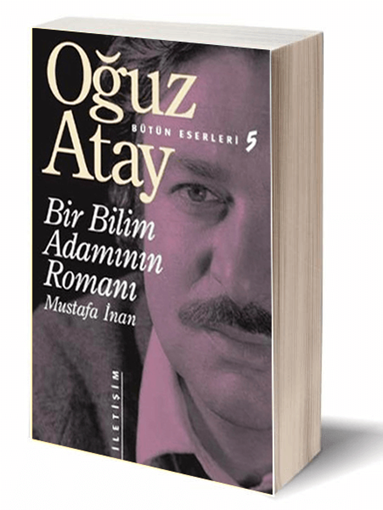 Oğuz
Atay
BÜTÜN ESERLERİ 5
Bir Bilim
Adamının
Romanı
Mustafa İnan
İLETİŞİM